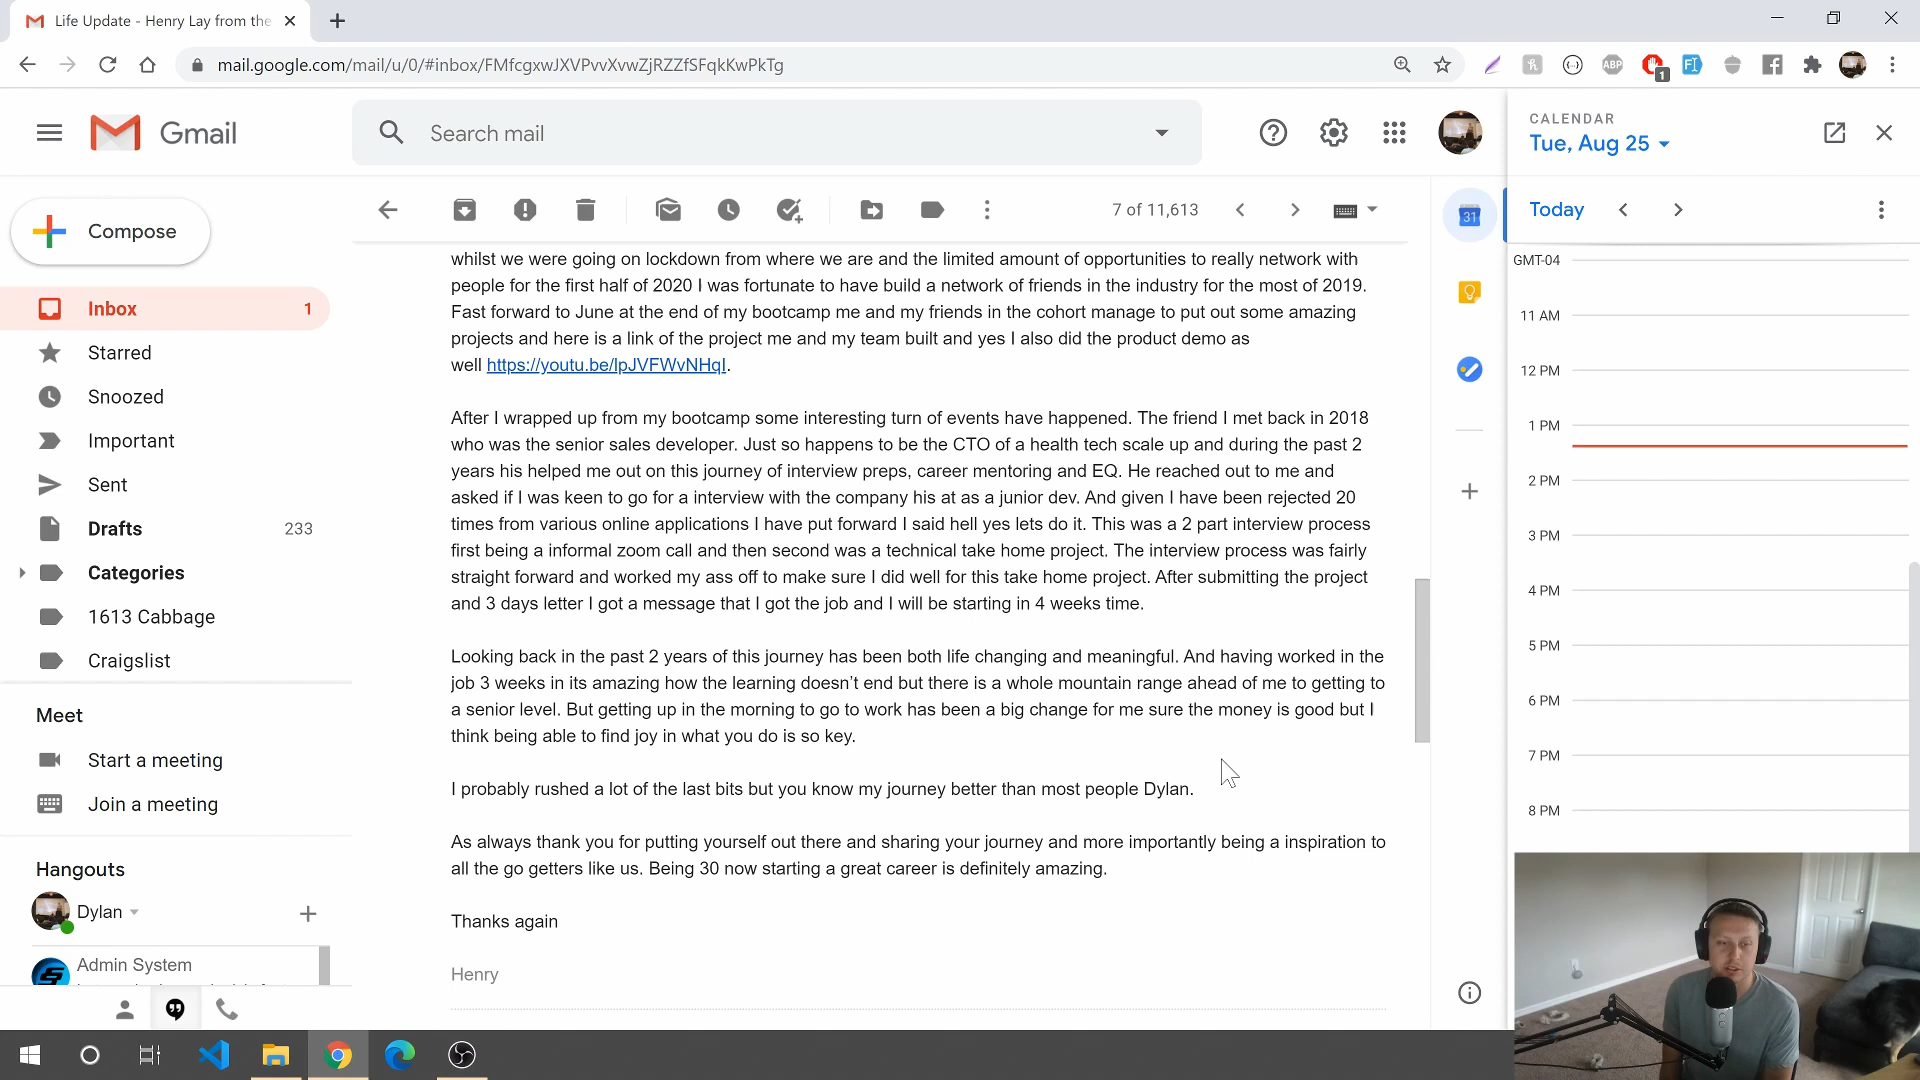 Life Update - Henry Lay from the
mail.google.com/mail/u/0/#inbox/FMfcgxwJXVPvvXvwZjRZZfSFqkKwPkTg
ABP
1
Gmail
Search mail
CALENDAR
Tue, Aug 25
Compose
7 of 11,613
31
Today
GMT-04
11 AM
12 PM
1 PM
2 PM
3 PM
4 PM
5 PM
6 PM
7 PM
8 PM
Inbox 1
Starred
Snoozed
Important
Sent
Drafts 233
Categories
1613 Cabbage
Craigslist
Meet
Start a meeting
Join a meeting
Hangouts
Dylan
Admin System
whilst we were going on lockdown from where we are and the limited amount of opportunities to really network with
people for the first half of 2020 I was fortunate to have build a network of friends in the industry for the most of 2019.
Fast forward to June at the end of my bootcamp me and my friends in the cohort manage to put out some amazing
projects and here is a link of the project me and my team built and yes I also did the product demo as
well https://youtu.be/lpJVFWvNHqI.
After I wrapped up from my bootcamp some interesting turn of events have happened. The friend I met back in 2018
who was the senior sales developer. Just so happens to be the CTO of a health tech scale up and during the past 2
years his helped me out on this journey of interview preps, career mentoring and EQ. He reached out to me and
asked if I was keen to go for a interview with the company his at as a junior dev. And given I have been rejected 20
times from various online applications I have put forward I said hell yes lets do it. This was a 2 part interview process
first being a informal zoom call and then second was a technical take home project. The interview process was fairly
straight forward and worked my ass off to make sure I did well for this take home project. After submitting the project
and 3 days letter I got a message that I got the job and I will be starting in 4 weeks time.
Looking back in the past 2 years of this journey has been both life changing and meaningful. And having worked in the
job 3 weeks in its amazing how the learning doesn't end but there is a whole mountain range ahead of me to getting to
a senior level. But getting up in the morning to go to work has been a big change for me sure the money is good but I
think being able to find joy in what you do is so key.
I probably rushed a lot of the last bits but you know my journey better than most people Dylan.
As always thank you for putting yourself out there and sharing your journey and more importantly being a inspiration to
all the go getters like us. Being 30 now starting a great career is definitely amazing.
Thanks again
Henry